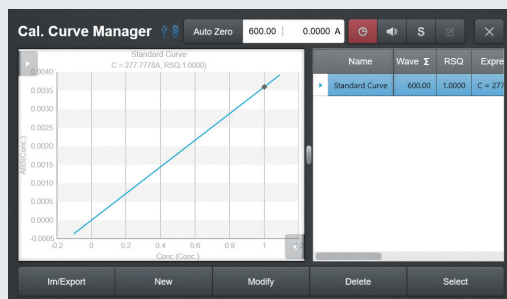 Cal. Curve Manager
Auto Zero
600.00
0.0000 A
S
Standard Curve
C = 277.7778A, RSQ:1.0000)
ABS(Conc.)
0.0040
0.0035
0.0030
0.0025
0.0020
0.0015
0.0010
0.0005
0.0000
-0.0005
-0.2
0
0.2
0.4
0.6
0.8
1
Conc.(Conc.)
Name Wave Σ RSQ Expre
Standard Curve 600.00 1.0000 C = 277
Im/Export
New
Modify
Delete
Select